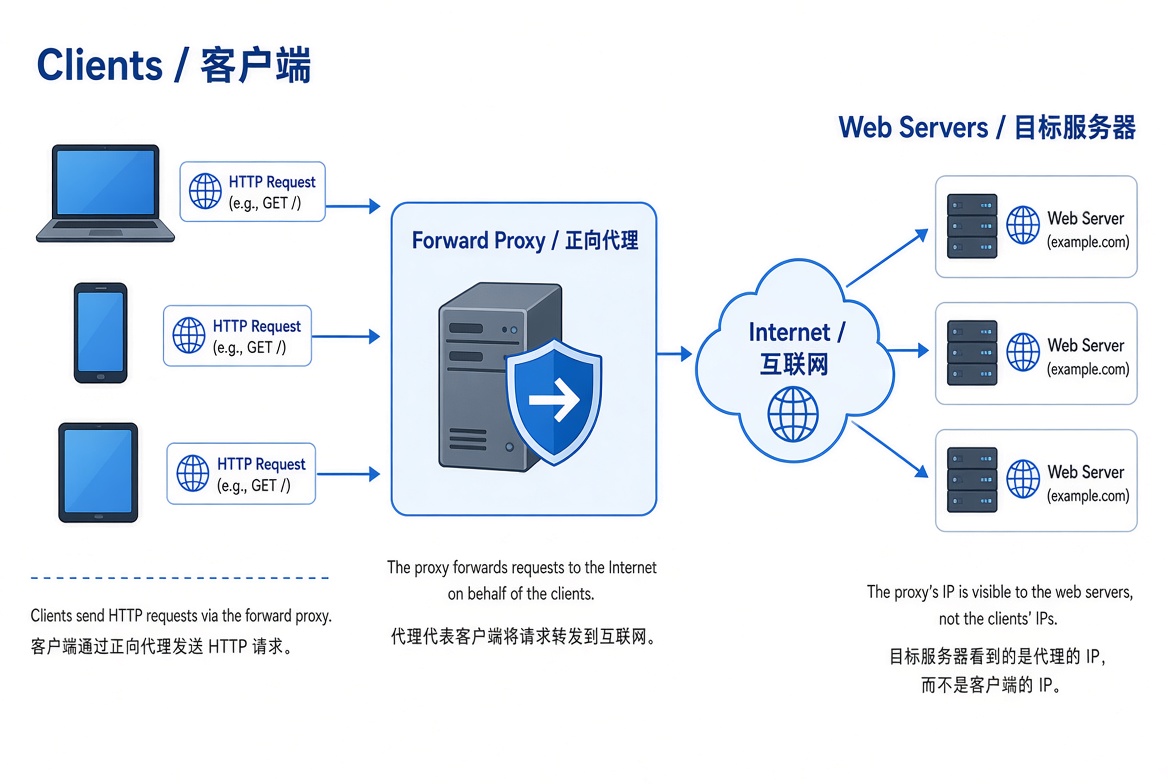 Clients / 客户端
HTTP Request
(e.g., GET /)
HTTP Request
(e.g., GET /)
HTTP Request
(e.g., GET /)
Clients send HTTP requests via the forward proxy.
客户端通过正向代理发送 HTTP 请求。
Forward Proxy / 正向代理
The proxy forwards requests to the Internet
on behalf of the clients.
代理代表客户端将请求转发到互联网。
Internet /
互联网
Web Servers / 目标服务器
Web Server
(example.com)
Web Server
(example.com)
Web Server
(example.com)
The proxy's IP is visible to the web servers,
not the clients' IPs.
目标服务器看到的是代理的 IP，
而不是客户端的 IP。